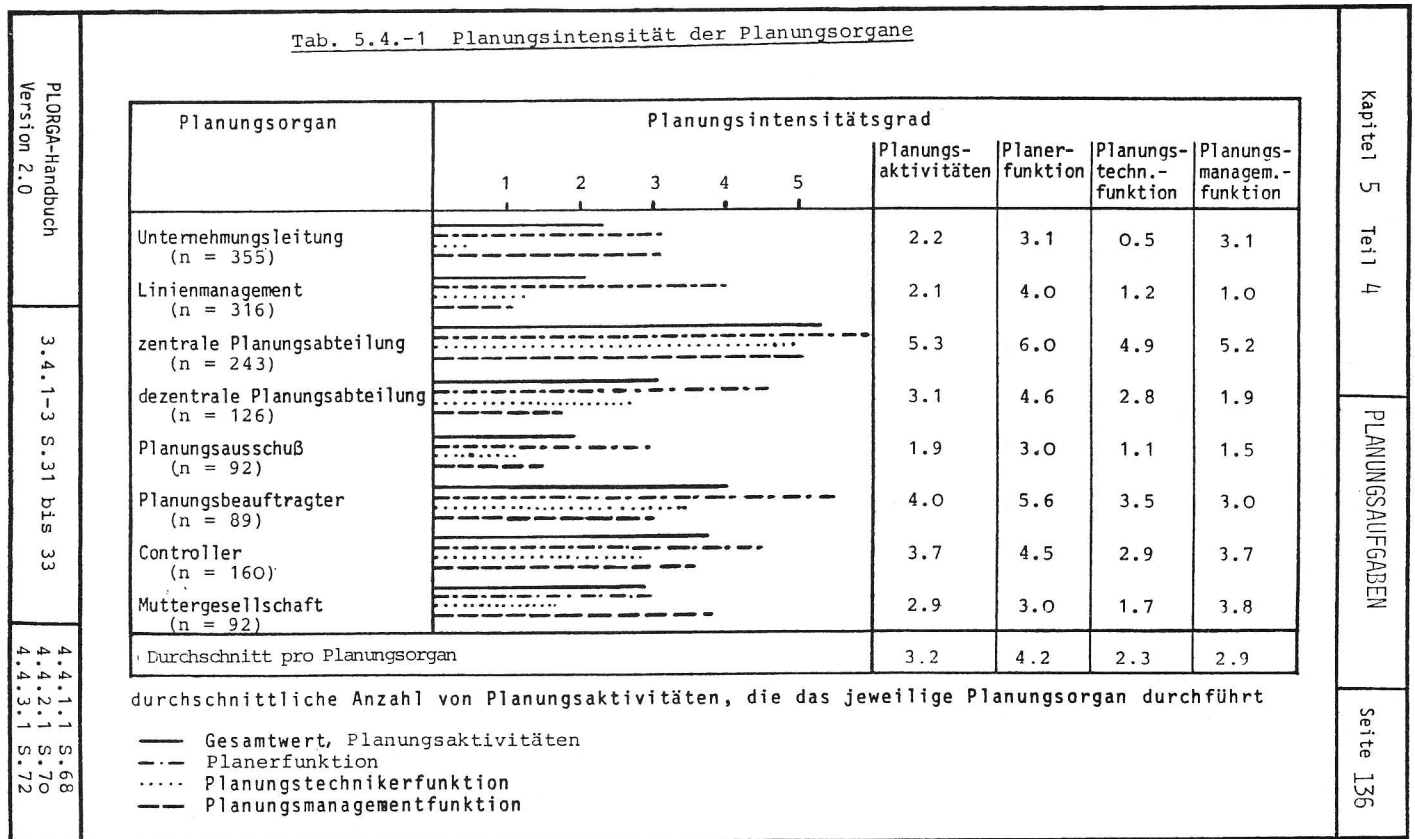 Tab. 5.4.-1 Planungsintensität der Planungsorgane
Planungsorgan
Planungsintensitätsgrad
Planungs- Planer- Planungs- Planungs-
aktivitäten funktion techn.- managem.-
funktion funktion
1 2 3 4 5
Unternehmungsleitung 2.2 3.1 0.5 3.1
(n = 355)
Linienmanagement 2.1 4.0 1.2 1.0
(n = 316)
zentrale Planungsabteilung 5.3 6.0 4.9 5.2
(n = 243)
dezentrale Planungsabteilung 3.1 4.6 2.8 1.9
(n = 126)
Planungsausschuß 1.9 3.0 1.1 1.5
(n = 92)
Planungsbeauftragter 4.0 5.6 3.5 3.0
(n = 89)
Controller 3.7 4.5 2.9 3.7
(n = 160)
Muttergesellschaft 2.9 3.0 1.7 3.8
(n = 92)
Durchschnitt pro Planungsorgan 3.2 4.2 2.3 2.9
durchschnittliche Anzahl von Planungsaktivitäten, die das jeweilige Planungsorgan durchführt
Gesamtwert, Planungsaktivitäten
Planerfunktion
Planungstechnikerfunktion
Planungsmanagementfunktion
Kapitel 5 Teil 4
PLANUNGSAUFGABEN
Seite 136
PLORGA-Handbuch
Version 2.0
3.4.1-3 S.31 bis 33
4.4.1.1 S.68
4.4.2.1 S.7o
4.4.3.1 S.72